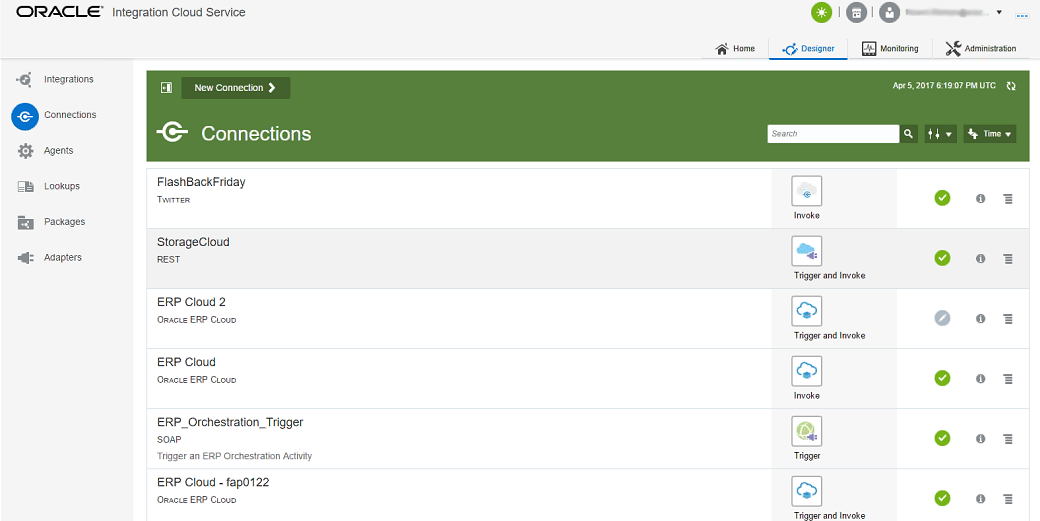 ORACLE® Integration Cloud Service
Home Designer Monitoring Administration
Integrations
Connections
Agents
Lookups
Packages
Adapters
New Connection
Apr 5, 2017 6:19:07 PM UTC
Connections
Search
Time
FlashBackFriday
TWITTER
Invoke
StorageCloud
REST
Trigger and Invoke
ERP Cloud 2
ORACLE ERP CLOUD
Trigger and Invoke
ERP Cloud
ORACLE ERP CLOUD
Invoke
ERP_Orchestration_Trigger
SOAP
Trigger an ERP Orchestration Activity
Trigger
ERP Cloud - fap0122
ORACLE ERP CLOUD
Trigger and Invoke